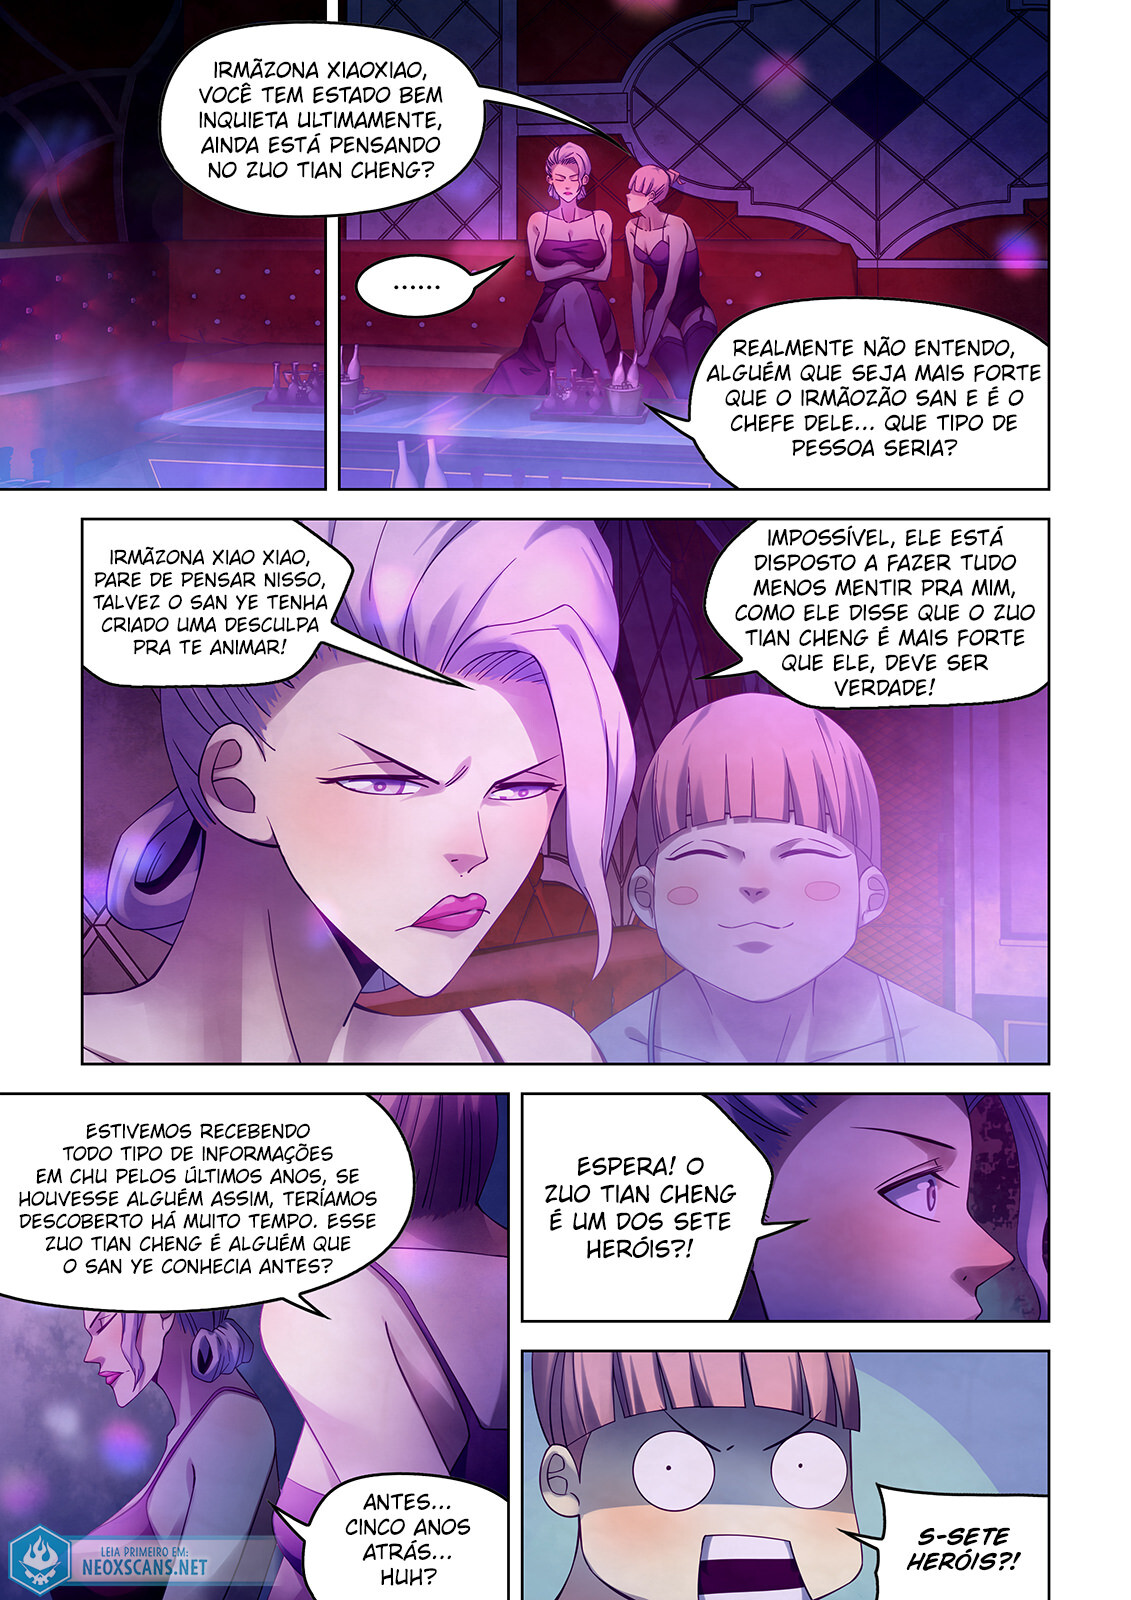 IRMÃZONA XIAOXIAO,
VOCÊ TEM ESTADO BEM
INQUIETA ULTIMAMENTE,
AINDA ESTÁ PENSANDO
NO ZUO TIAN CHENG?
......
REALMENTE NÃO ENTENDO,
ALGUÉM QUE SEJA MAIS FORTE
QUE O IRMÃOZÃO SAN E É O
CHEFE DELE... QUE TIPO DE
PESSOA SERIA?
IRMÃZONA XIAO XIAO,
PARE DE PENSAR NISSO,
TALVEZ O SAN YE TENHA
CRIADO UMA DESCULPA
PRA TE ANIMAR!
IMPOSSÍVEL, ELE ESTÁ
DISPOSTO A FAZER TUDO
MENOS MENTIR PRA MIM,
COMO ELE DISSE QUE O ZUO
TIAN CHENG É MAIS FORTE
QUE ELE, DEVE SER
VERDADE!
ESTIVEMOS RECEBENDO
TODO TIPO DE INFORMAÇÕES
EM CHU PELOS ÚLTIMOS ANOS, SE
HOUVESSE ALGUÉM ASSIM, TERÍAMOS
DESCOBERTO HÁ MUITO TEMPO. ESSE
ZUO TIAN CHENG É ALGUÉM QUE
O SAN YE CONHECIA ANTES?
ANTES...
CINCO ANOS
ATRÁS...
HUH?
ESPERA! O
ZUO TIAN CHENG
É UM DOS SETE
HERÓIS?!
S-SETE
HERÓIS?!
LEIA PRIMEIRO EM:
NEOXSCANS.NET